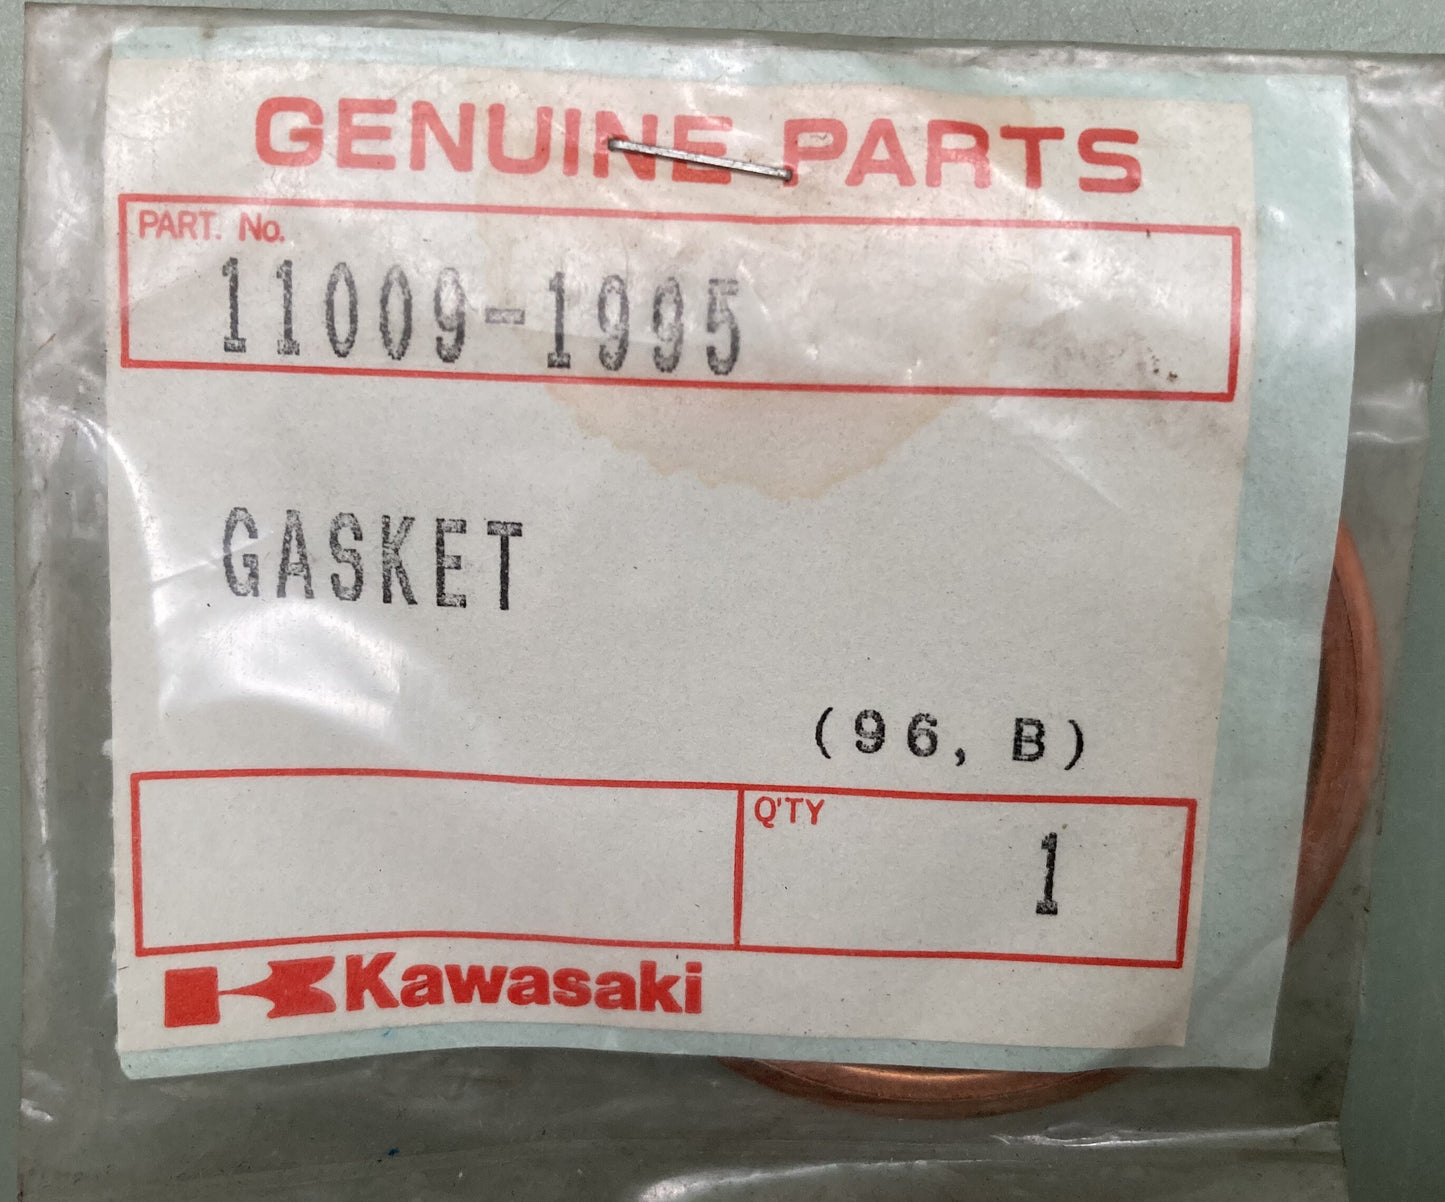 GENUINE PARTS
PART. No.
11009-1995
GASKET
(96, B)
Q'TY
1
Kawasaki